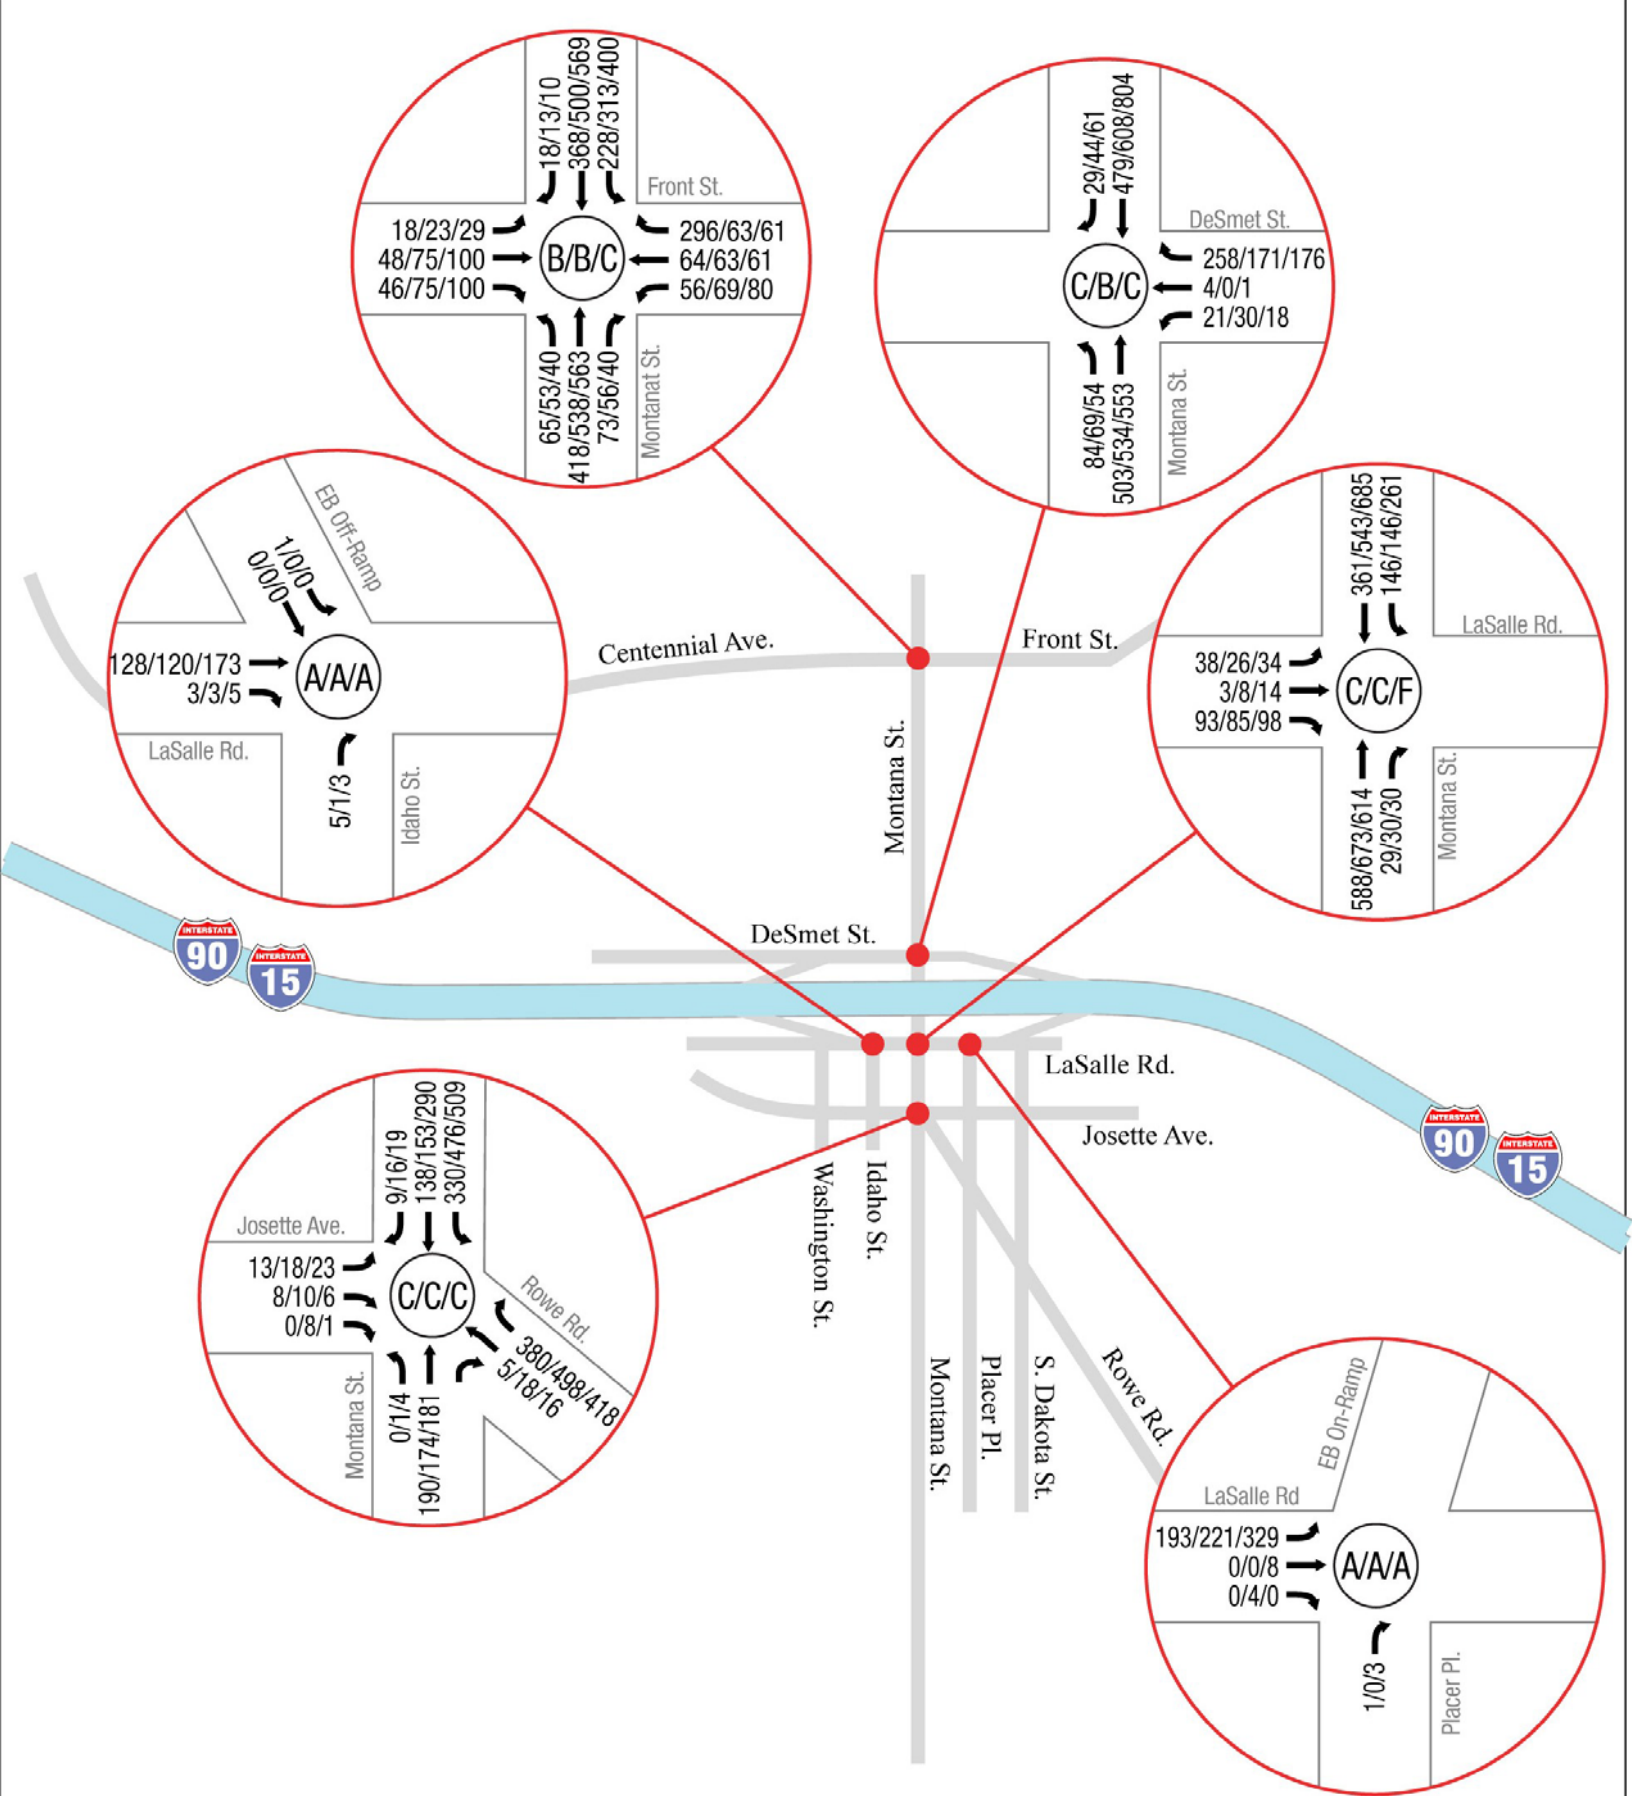 18/13/10
368/500/569
228/313/400
Front St.
18/23/29
48/75/100
46/75/100
B/B/C
296/63/61
64/63/61
56/69/80
65/53/40
418/538/563
73/56/40
Montanat St.
29/44/61
479/608/804
DeSmet St.
C/B/C
258/171/176
4/0/1
21/30/18
84/69/54
503/534/553
Montana St.
EB Off-Ramp
1/0/0
0/0/0
128/120/173
3/3/5
A/A/A
LaSalle Rd.
5/1/3
Idaho St.
361/543/685
146/146/261
LaSalle Rd.
38/26/34
3/8/14
93/85/98
C/C/F
588/673/614
29/30/30
Montana St.
Centennial Ave.
Front St.
Montana St.
DeSmet St.
INTERSTATE
90
INTERSTATE
15
LaSalle Rd.
Josette Ave.
INTERSTATE
90
INTERSTATE
15
Washington St.
Idaho St.
Montana St.
Placer Pl.
S. Dakota St.
Rowe Rd.
9/16/19
138/153/290
330/476/509
Josette Ave.
13/18/23
8/10/6
0/8/1
C/C/C
Rowe Rd.
380/498/418
5/18/16
0/1/4
190/174/181
Montana St.
EB On-Ramp
LaSalle Rd
193/221/329
0/0/8
0/4/0
A/A/A
1/0/3
Placer Pl.